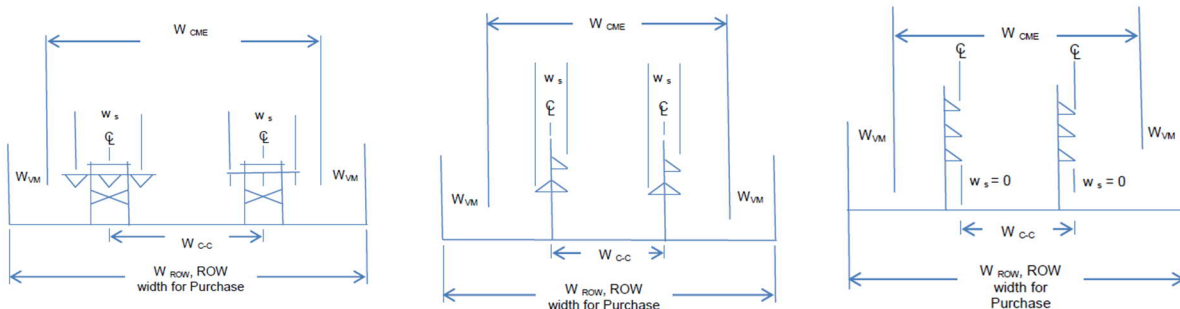 W CME
w s
w s
℄
℄
W VM
W VM
W C-C
W ROW, ROW
width for Purchase
W CME
w s
w s
℄
℄
W VM
W VM
W C-C
W ROW, ROW
width for Purchase
W CME
℄
℄
W VM
W VM
w s = 0
w s = 0
W C-C
W ROW, ROW
width for
Purchase